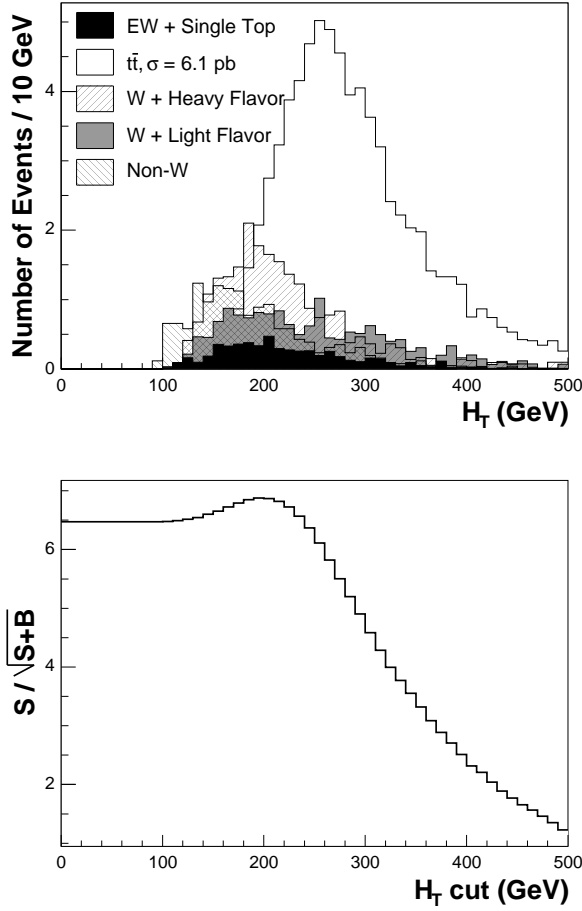 EW + Single Top
tt̄, σ = 6.1 pb
W + Heavy Flavor
W + Light Flavor
Non-W
Number of Events / 10 GeV
4
2
0
0 100 200 300 400 500
H_T (GeV)
S / √S+B
6
4
2
0 100 200 300 400 500
H_T cut (GeV)